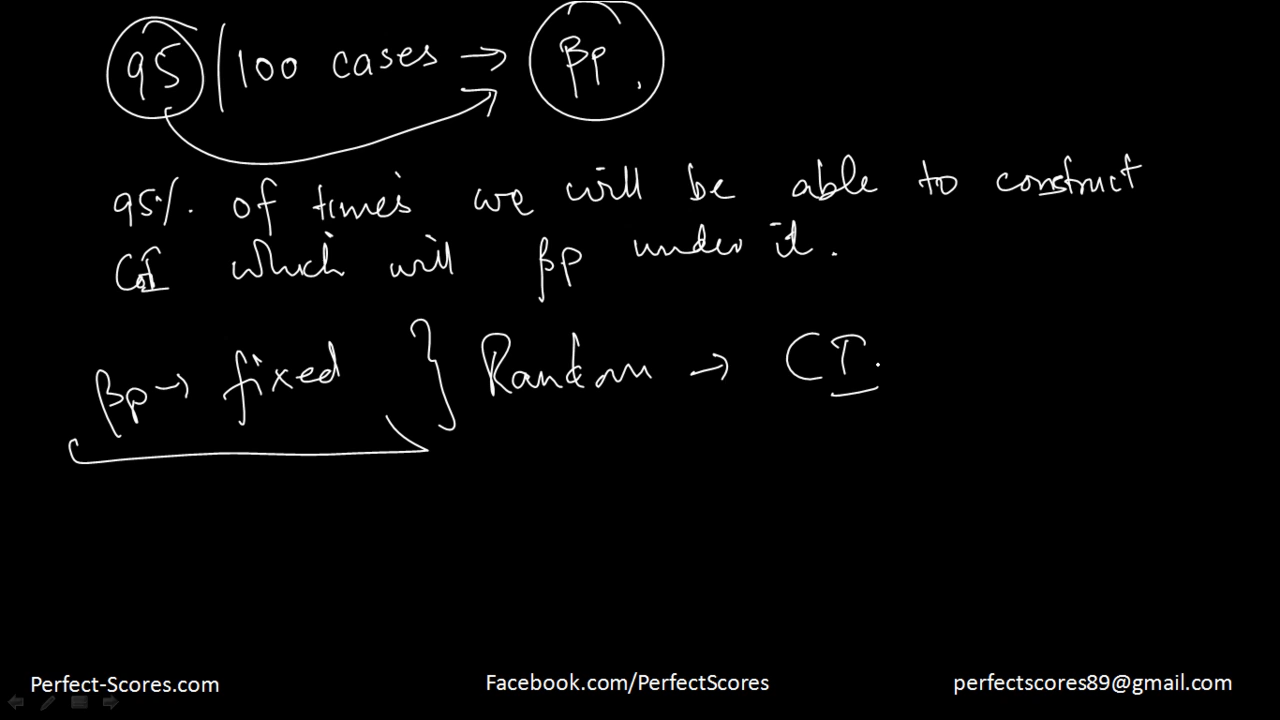 95 / 100 cases → βp.
95% of times we will be able to construct
CI which will βp under it.
βp → fixed } Random → CI.
Perfect-Scores.com Facebook.com/PerfectScores perfectscores89@gmail.com